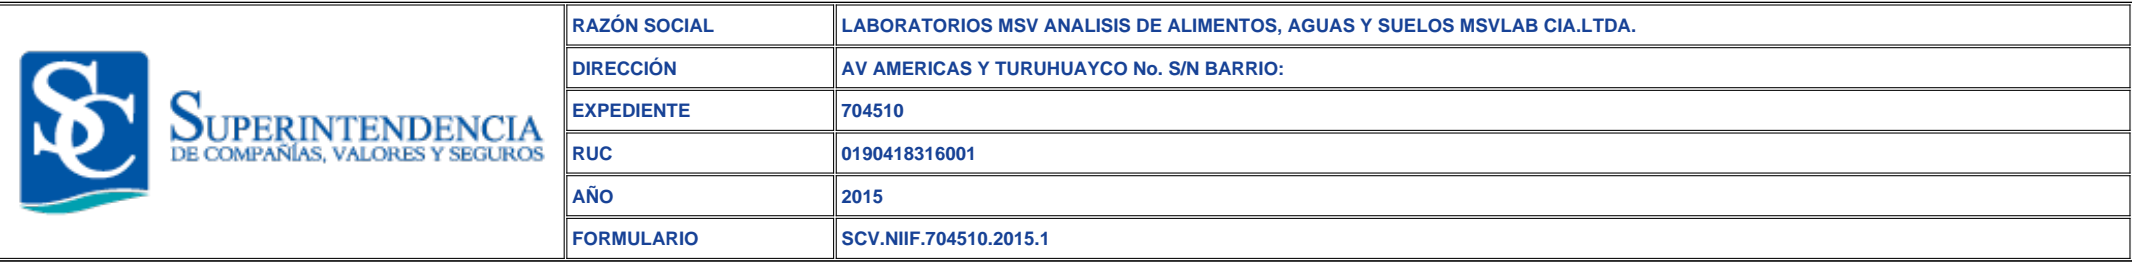 SC
SUPERINTENDENCIA
DE COMPAÑÍAS, VALORES Y SEGUROS
RAZÓN SOCIAL LABORATORIOS MSV ANALISIS DE ALIMENTOS, AGUAS Y SUELOS MSVLAB CIA.LTDA.
DIRECCIÓN AV AMERICAS Y TURUHUAYCO No. S/N BARRIO:
EXPEDIENTE 704510
RUC 0190418316001
AÑO 2015
FORMULARIO SCV.NIIF.704510.2015.1